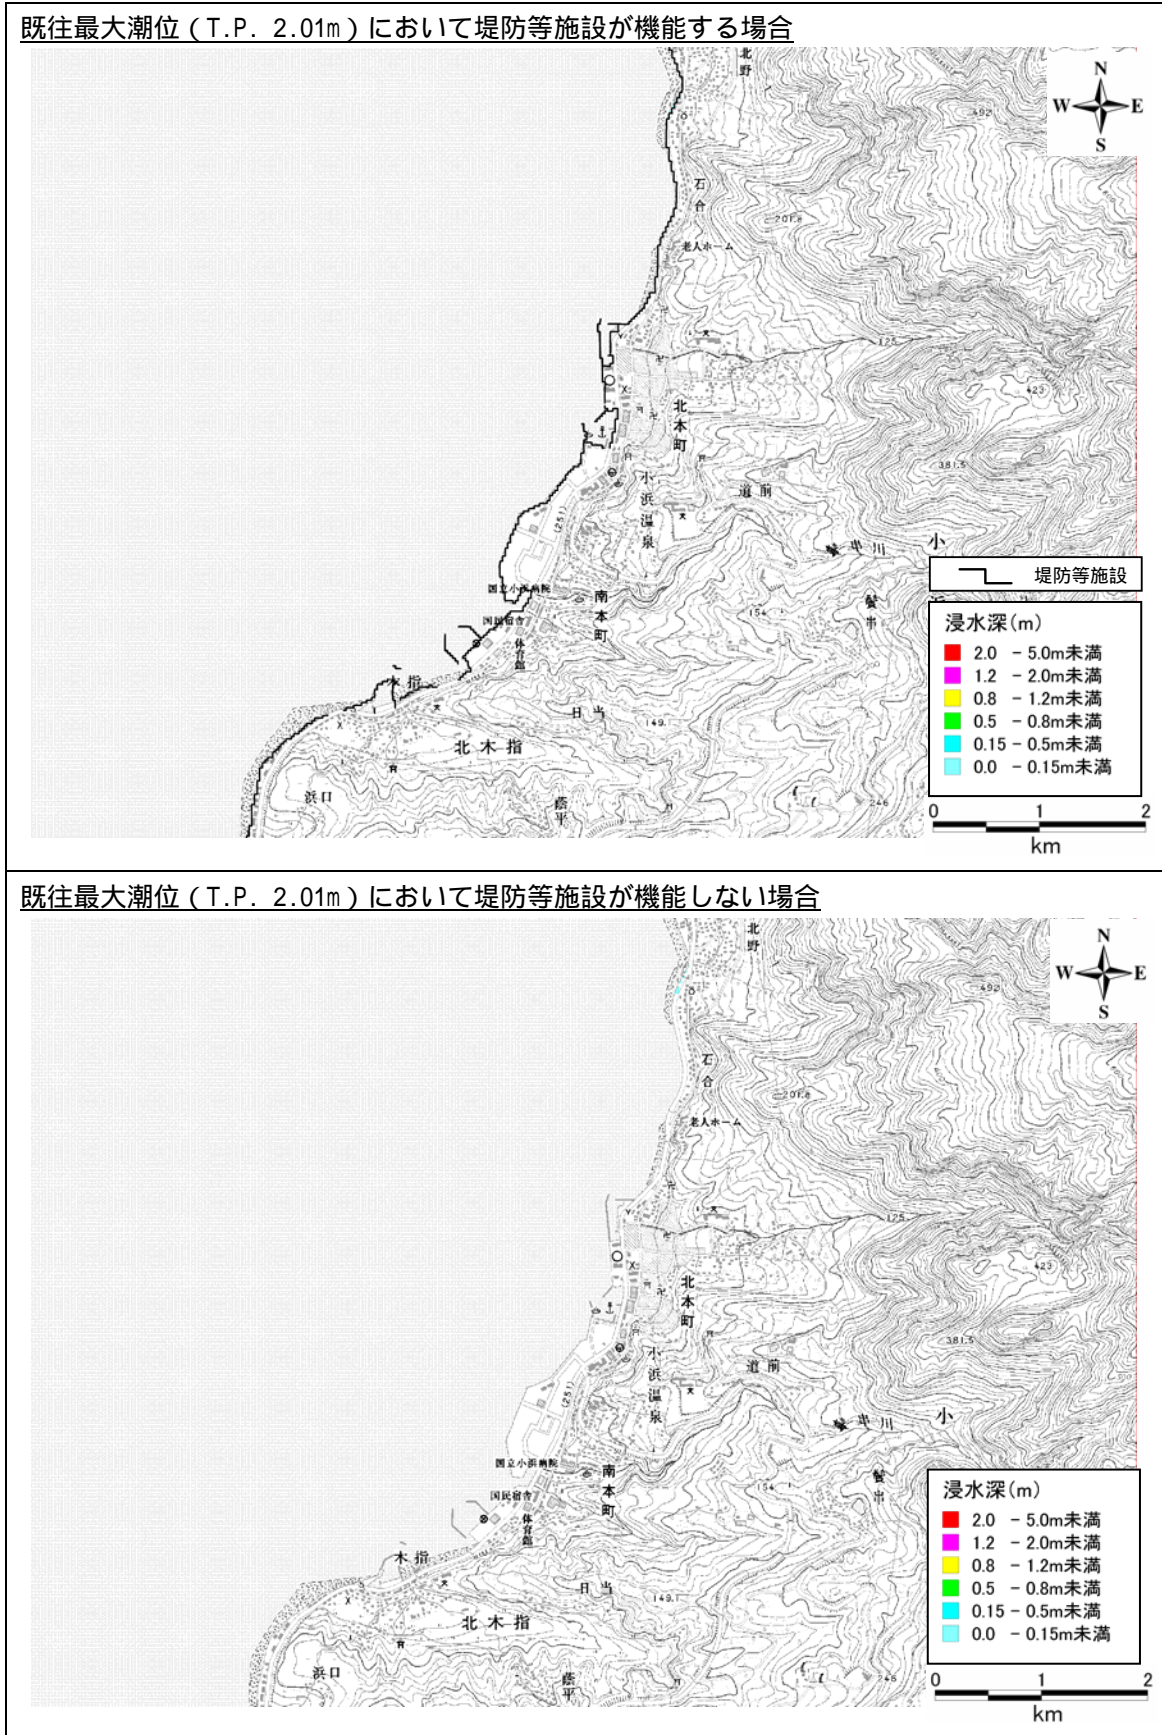 既往最大潮位（T.P. 2.01m）において堤防等施設が機能する場合
北野
N
W
E
S
492
石合
201.8
老人ホーム
125
423
北本町
381.5
小浜温泉
道前
(251)
小
国立小浜病院
南本町
154
国民宿舎
体育館
木指
日当
149.1
北木指
浜口
蔭平
246
堤防等施設
浸水深(m)
2.0 - 5.0m未満
1.2 - 2.0m未満
0.8 - 1.2m未満
0.5 - 0.8m未満
0.15 - 0.5m未満
0.0 - 0.15m未満
0 1 2
km
既往最大潮位（T.P. 2.01m）において堤防等施設が機能しない場合
北野
N
W
E
S
492
石合
201.8
老人ホーム
125
423
北本町
381.5
小浜温泉
道前
(251)
小
国立小浜病院
南本町
154
国民宿舎
体育館
木指
日当
149.1
北木指
浜口
蔭平
246
浸水深(m)
2.0 - 5.0m未満
1.2 - 2.0m未満
0.8 - 1.2m未満
0.5 - 0.8m未満
0.15 - 0.5m未満
0.0 - 0.15m未満
0 1 2
km